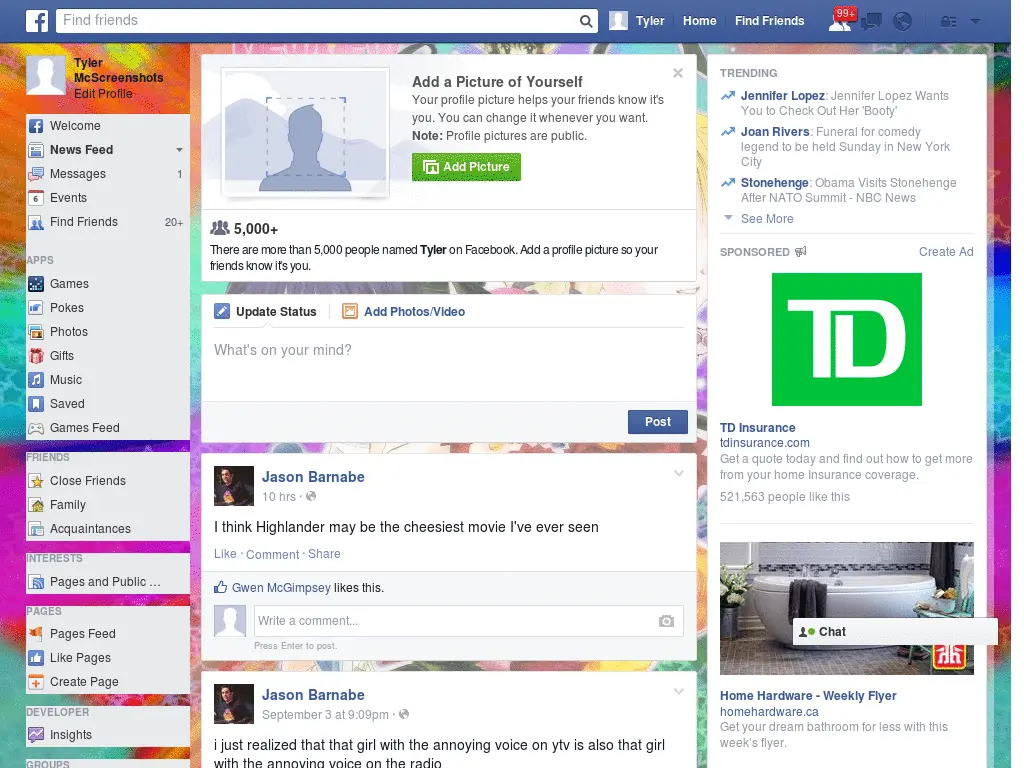 Find friends
Tyler
Home
Find Friends
99+
Tyler
McScreenshots
Edit Profile
Welcome
News Feed
Messages 1
6 Events
Find Friends 20+
APPS
Games
Pokes
Photos
Gifts
Music
Saved
Games Feed
FRIENDS
Close Friends
Family
Acquaintances
INTERESTS
Pages and Public ...
PAGES
Pages Feed
Like Pages
Create Page
DEVELOPER
Insights
GROUPS
Add a Picture of Yourself
Your profile picture helps your friends know it's
you. You can change it whenever you want.
Note: Profile pictures are public.
Add Picture
5,000+
There are more than 5,000 people named Tyler on Facebook. Add a profile picture so your
friends know it's you.
Update Status
Add Photos/Video
What's on your mind?
Post
Jason Barnabe
10 hrs ·
I think Highlander may be the cheesiest movie I've ever seen
Like · Comment · Share
Gwen McGimpsey likes this.
Write a comment...
Press Enter to post.
Jason Barnabe
September 3 at 9:09pm ·
i just realized that that girl with the annoying voice on ytv is also that girl
with the annoying voice on the radio
TRENDING
Jennifer Lopez: Jennifer Lopez Wants
You to Check Out Her 'Booty'
Joan Rivers: Funeral for comedy
legend to be held Sunday in New York
City
Stonehenge: Obama Visits Stonehenge
After NATO Summit - NBC News
See More
SPONSORED
Create Ad
TD
TD Insurance
tdinsurance.com
Get a quote today and find out how to get more
from your home Insurance coverage.
521,563 people like this
Chat
Home Hardware - Weekly Flyer
homehardware.ca
Get your dream bathroom for less with this
week's flyer.